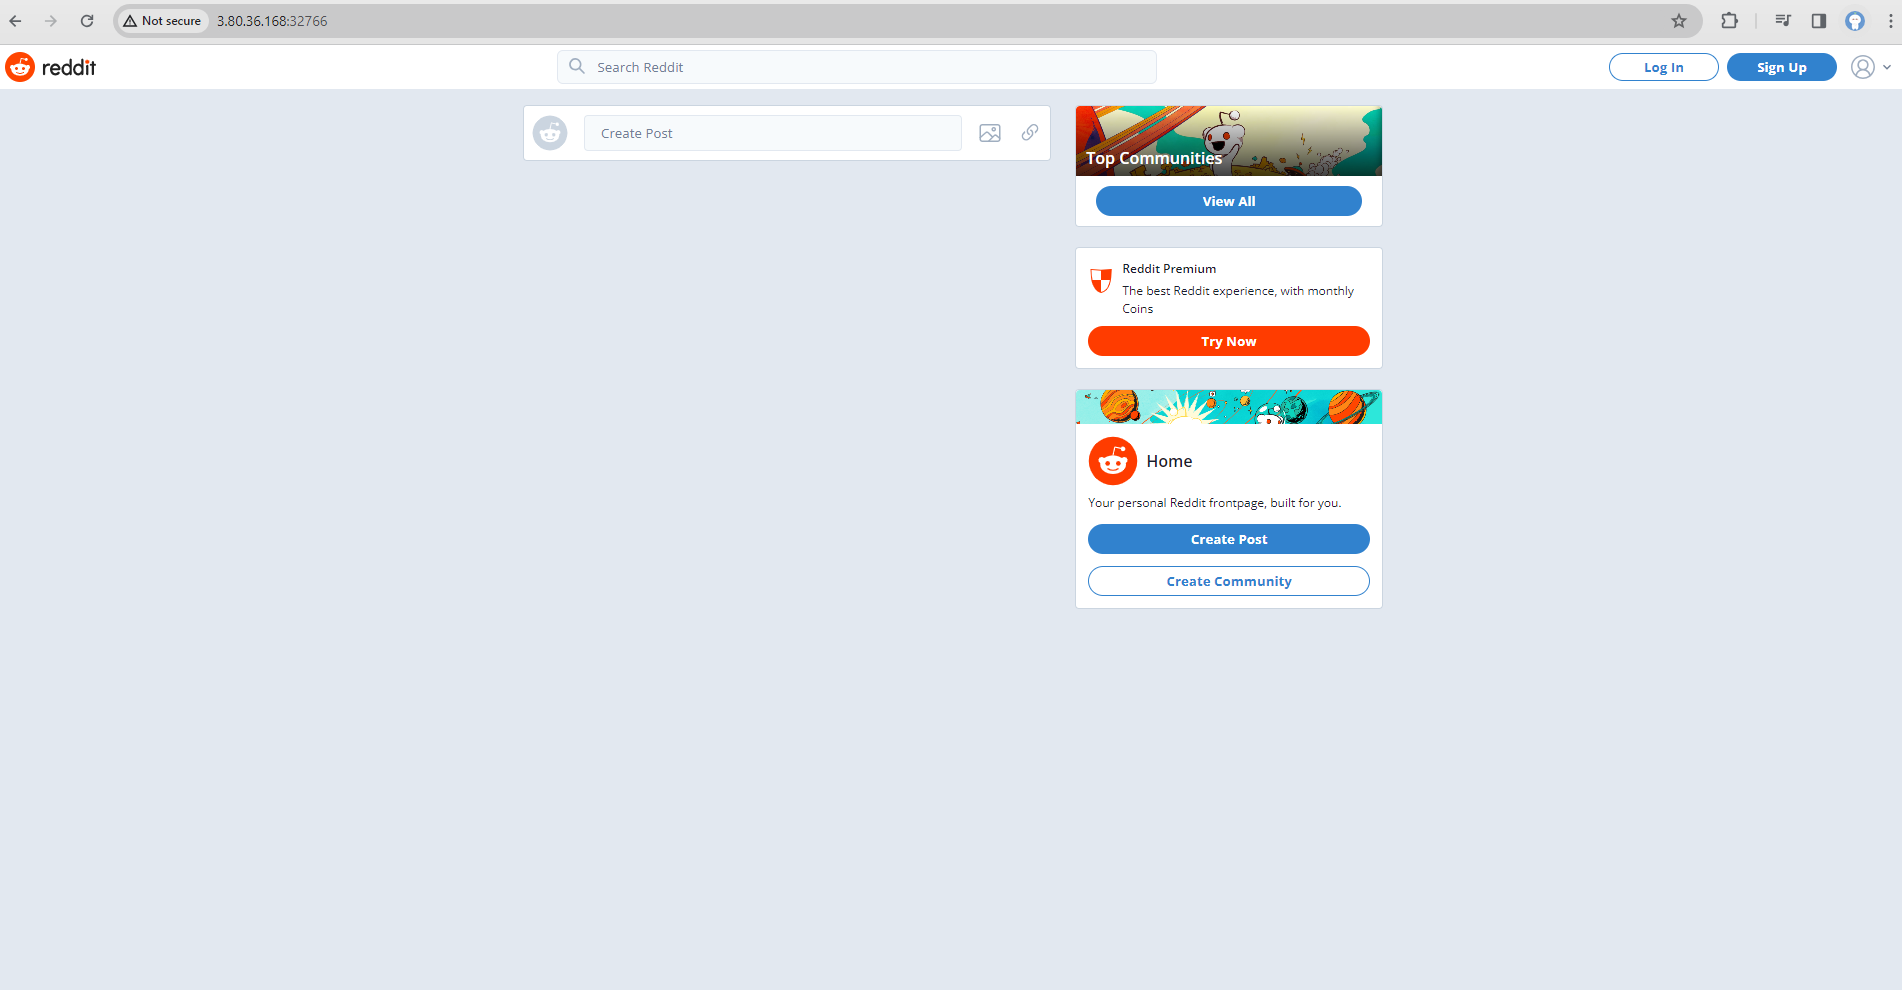 Not secure
3.80.36.168:32766
reddit
Search Reddit
Log In
Sign Up
Create Post
Top Communities
View All
Reddit Premium
The best Reddit experience, with monthly
Coins
Try Now
Home
Your personal Reddit frontpage, built for you.
Create Post
Create Community